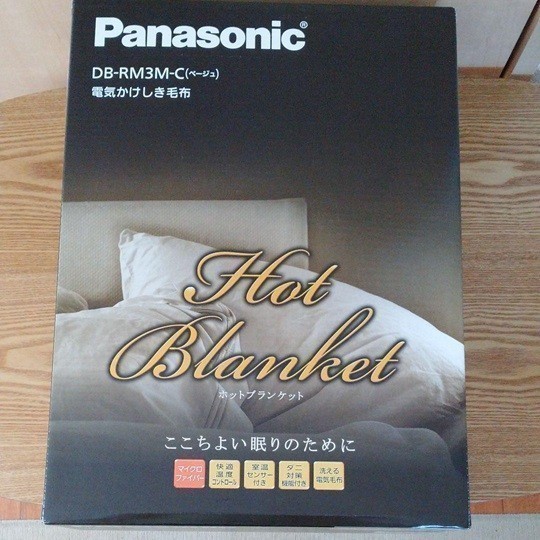 Panasonic®
DB-RM3M-C(ベージュ)
電気かけしき毛布
Hot
Blanket
ホットブランケット
ここちよい眠りのために
マイクロ
ファイバー
快適
温度
コントロール
室温
センサー
付き
ダニ
対策
機能付き
洗える
電気毛布